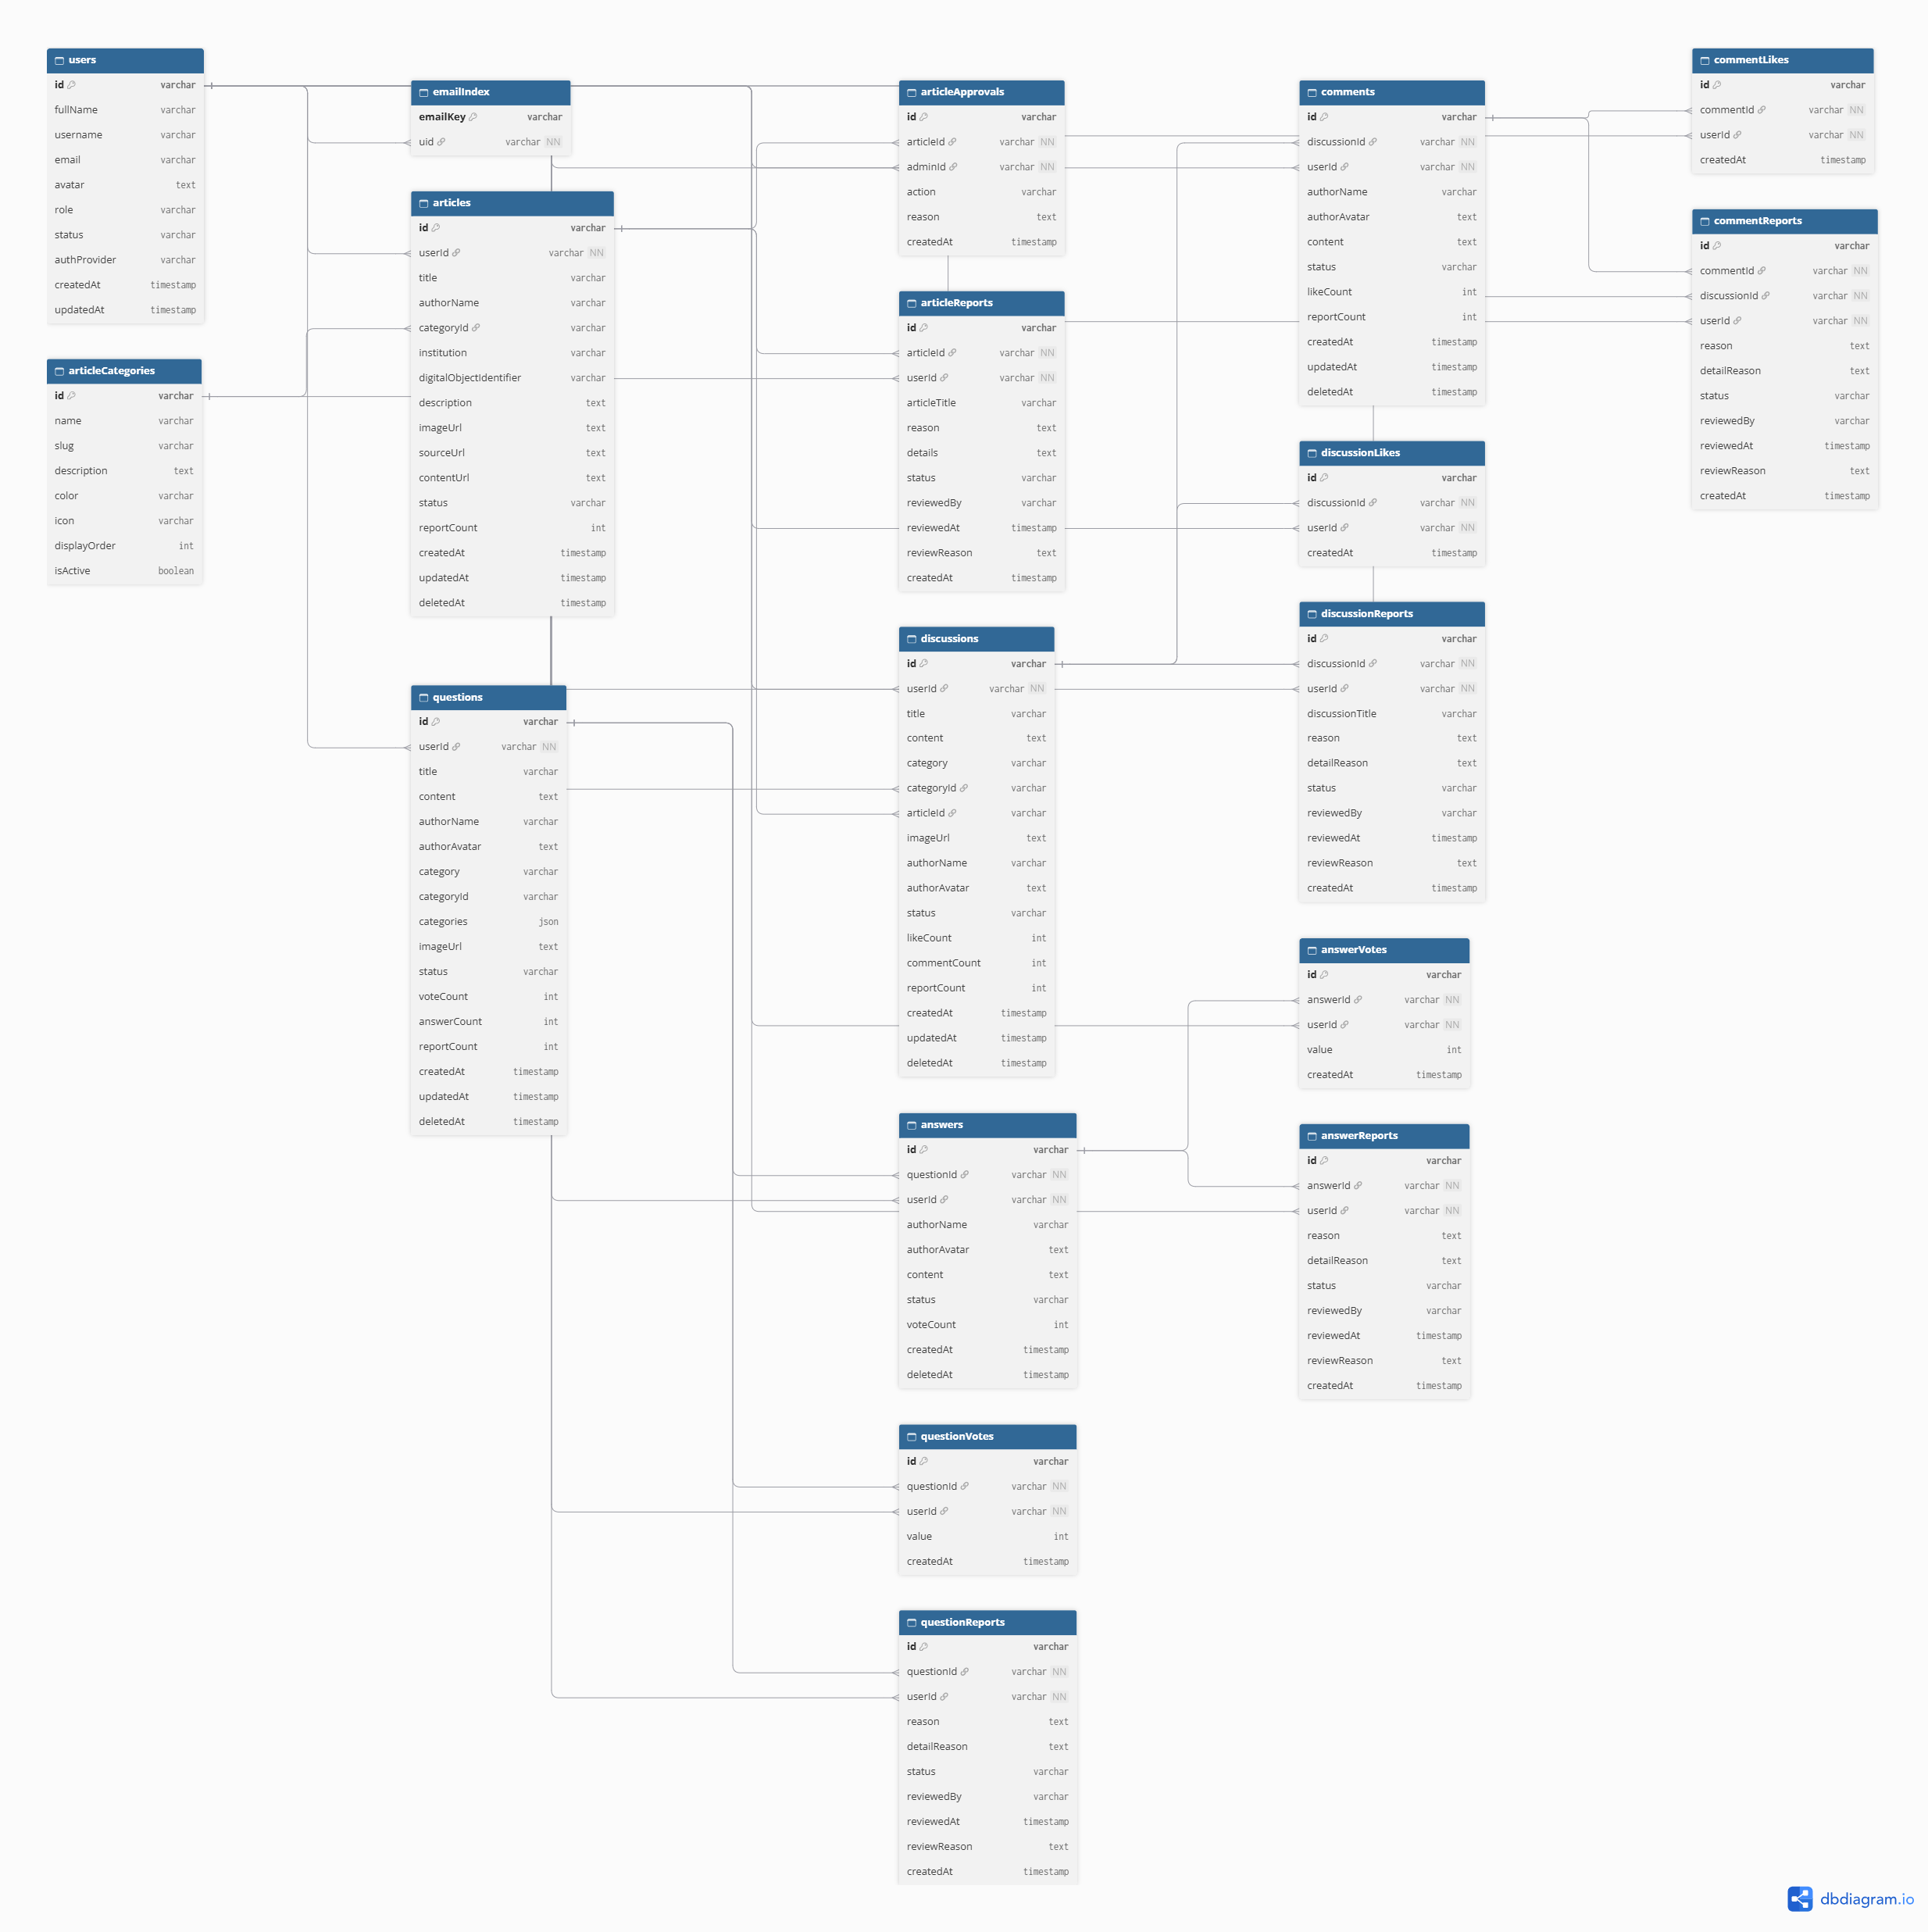 users
id varchar
fullName varchar
username varchar
email varchar
avatar text
role varchar
status varchar
authProvider varchar
createdAt timestamp
updatedAt timestamp
articleCategories
id varchar
name varchar
slug varchar
description text
color varchar
icon varchar
displayOrder int
isActive boolean
emailIndex
emailKey varchar
uid varchar NN
articles
id varchar
userId varchar NN
title varchar
authorName varchar
categoryId varchar
institution varchar
digitalObjectIdentifier varchar
description text
imageUrl text
sourceUrl text
contentUrl text
status varchar
reportCount int
createdAt timestamp
updatedAt timestamp
deletedAt timestamp
questions
id varchar
userId varchar NN
title varchar
content text
authorName varchar
authorAvatar text
category varchar
categoryId varchar
categories json
imageUrl text
status varchar
voteCount int
answerCount int
reportCount int
createdAt timestamp
updatedAt timestamp
deletedAt timestamp
articleApprovals
id varchar
articleId varchar NN
adminId varchar NN
action varchar
reason text
createdAt timestamp
articleReports
id varchar
articleId varchar NN
userId varchar NN
articleTitle varchar
reason text
details text
status varchar
reviewedBy varchar
reviewedAt timestamp
reviewReason text
createdAt timestamp
discussions
id varchar
userId varchar NN
title varchar
content text
category varchar
categoryId varchar
articleId varchar
imageUrl text
authorName varchar
authorAvatar text
status varchar
likeCount int
commentCount int
reportCount int
createdAt timestamp
updatedAt timestamp
deletedAt timestamp
answers
id varchar
questionId varchar NN
userId varchar NN
authorName varchar
authorAvatar text
content text
status varchar
voteCount int
createdAt timestamp
deletedAt timestamp
questionVotes
id varchar
questionId varchar NN
userId varchar NN
value int
createdAt timestamp
questionReports
id varchar
questionId varchar NN
userId varchar NN
reason text
detailReason text
status varchar
reviewedBy varchar
reviewedAt timestamp
reviewReason text
createdAt timestamp
comments
id varchar
discussionId varchar NN
userId varchar NN
authorName varchar
authorAvatar text
content text
status varchar
likeCount int
reportCount int
createdAt timestamp
updatedAt timestamp
deletedAt timestamp
discussionLikes
id varchar
discussionId varchar NN
userId varchar NN
createdAt timestamp
discussionReports
id varchar
discussionId varchar NN
userId varchar NN
discussionTitle varchar
reason text
detailReason text
status varchar
reviewedBy varchar
reviewedAt timestamp
reviewReason text
createdAt timestamp
answerVotes
id varchar
answerId varchar NN
userId varchar NN
value int
createdAt timestamp
answerReports
id varchar
answerId varchar NN
userId varchar NN
reason text
detailReason text
status varchar
reviewedBy varchar
reviewedAt timestamp
reviewReason text
createdAt timestamp
commentLikes
id varchar
commentId varchar NN
userId varchar NN
createdAt timestamp
commentReports
id varchar
commentId varchar NN
discussionId varchar NN
userId varchar NN
reason text
detailReason text
status varchar
reviewedBy varchar
reviewedAt timestamp
reviewReason text
createdAt timestamp
dbdiagram.io